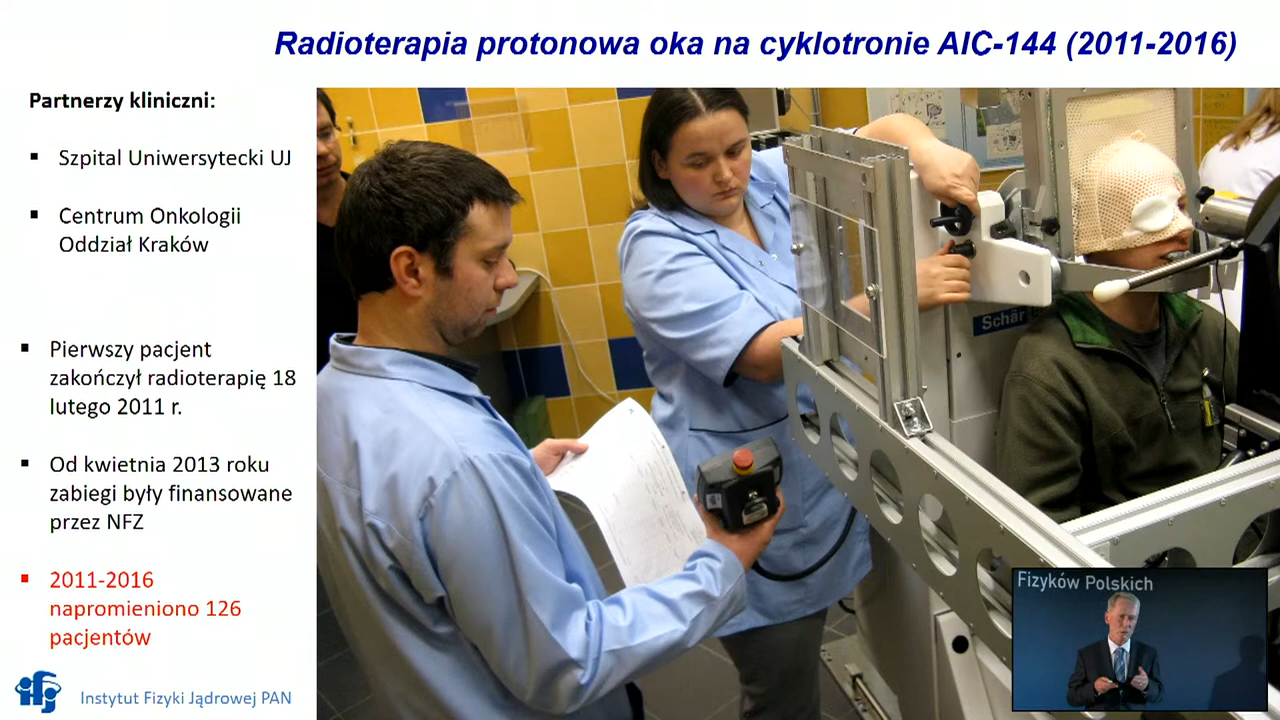 Radioterapia protonowa oka na cyklotronie AIC-144 (2011-2016)
Partnerzy kliniczni:
Szpital Uniwersytecki UJ
Centrum Onkologii
Oddział Kraków
Pierwszy pacjent
zakończył radioterapię 18
lutego 2011 r.
Od kwietnia 2013 roku
zabiegi były finansowane
przez NFZ
2011-2016
napromieniono 126
pacjentów
Instytut Fizyki Jądrowej PAN
Schär
Fizyków Polskich